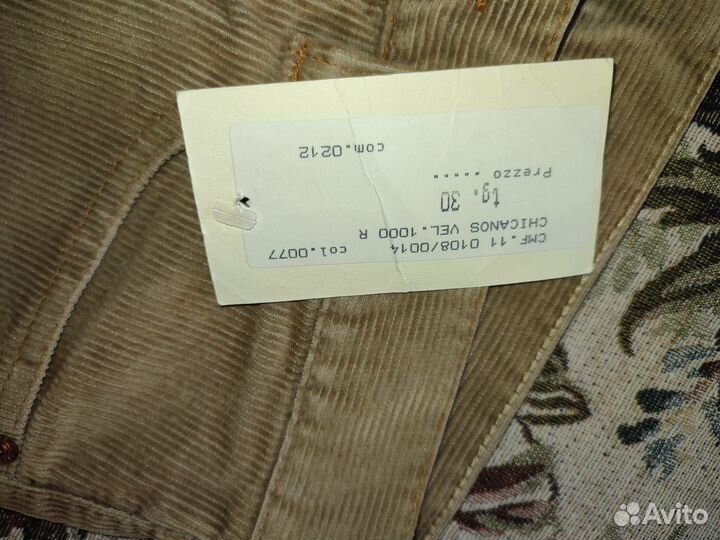 CMF.11 0108/0014
CHICANOS VEL.1000 R col.0077
tg. 30
Prezzo .....
com.0212
Avito